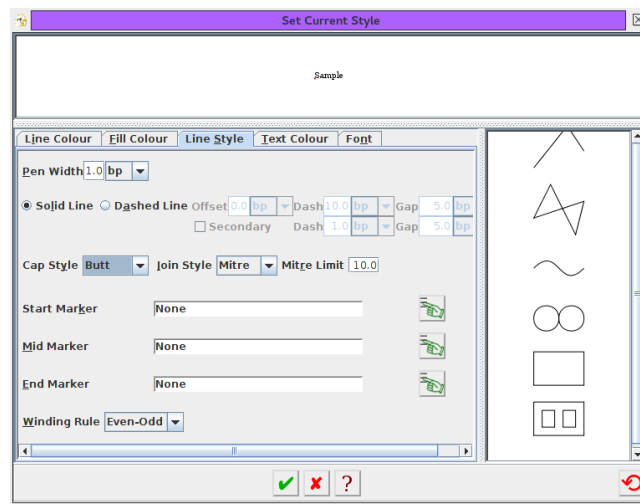 Set Current Style
Sample
Line Colour Fill Colour Line Style Text Colour Font
Pen Width 1.0 bp
Solid Line Dashed Line Offset 0.0 bp Dash 10.0 bp Gap 5.0 bp
Secondary Dash 1.0 bp Gap 5.0 bp
Cap Style Butt Join Style Mitre Mitre Limit 10.0
Start Marker None
Mid Marker None
End Marker None
Winding Rule Even-Odd
?